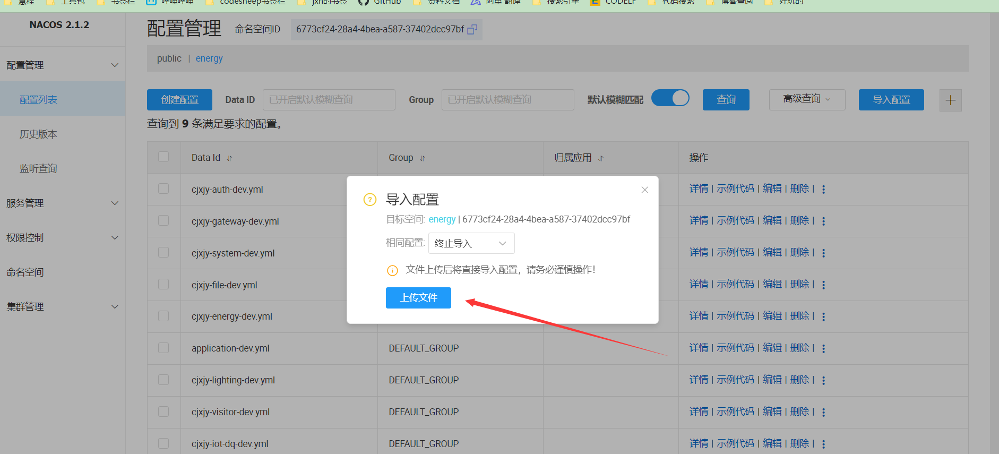 慧程 工具包 书签栏 哔哩哔哩 codesheep书签栏 jxh的书签 GitHub 资料文档 阿里 翻译 搜索引擎 CODELF 代码搜索 博客查阅 好玩的
NACOS 2.1.2
配置管理
配置列表
历史版本
监听查询
服务管理
权限控制
命名空间
集群管理
配置管理 命名空间ID 6773cf24-28a4-4bea-a587-37402dcc97bf
public | energy
创建配置 Data ID 已开启默认模糊查询 Group 已开启默认模糊查询 默认模糊匹配 查询 高级查询 导入配置
查询到 9 条满足要求的配置。
Data Id Group 归属应用 操作
cjxjy-auth-dev.yml 详情 | 示例代码 | 编辑 | 删除 |
cjxjy-gateway-dev.yml 详情 | 示例代码 | 编辑 | 删除 |
cjxjy-system-dev.yml 详情 | 示例代码 | 编辑 | 删除 |
cjxjy-file-dev.yml 详情 | 示例代码 | 编辑 | 删除 |
cjxjy-energy-dev.yml 详情 | 示例代码 | 编辑 | 删除 |
application-dev.yml DEFAULT_GROUP 详情 | 示例代码 | 编辑 | 删除 |
cjxjy-lighting-dev.yml DEFAULT_GROUP 详情 | 示例代码 | 编辑 | 删除 |
cjxjy-visitor-dev.yml DEFAULT_GROUP 详情 | 示例代码 | 编辑 | 删除 |
cjxjy-iot-dq-dev.yml DEFAULT_GROUP 详情 | 示例代码 | 编辑 | 删除 |
导入配置
目标空间: energy | 6773cf24-28a4-4bea-a587-37402dcc97bf
相同配置: 终止导入
文件上传后将直接导入配置，请务必谨慎操作！
上传文件